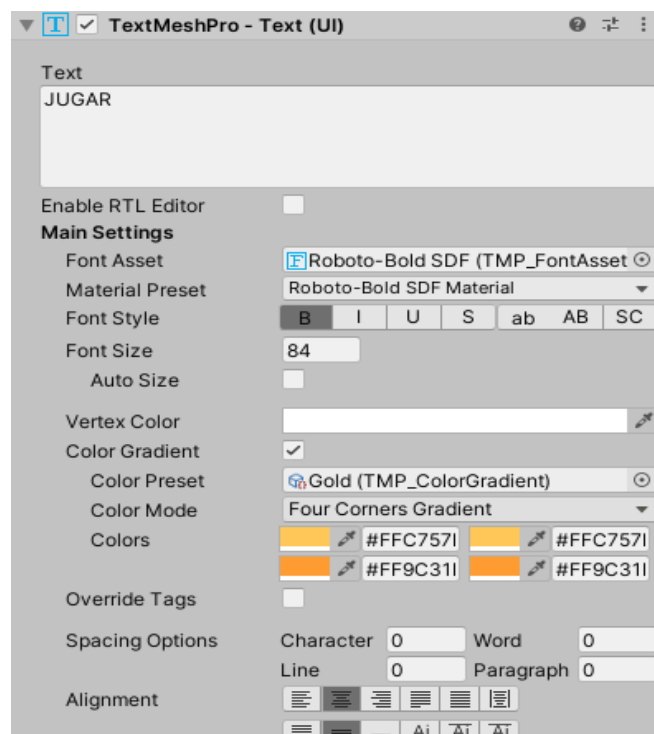 TextMeshPro - Text (UI)
Text
JUGAR
Enable RTL Editor
Main Settings
Font Asset Roboto-Bold SDF (TMP_FontAsset
Material Preset Roboto-Bold SDF Material
Font Style B I U S ab AB SC
Font Size 84
Auto Size
Vertex Color
Color Gradient
Color Preset Gold (TMP_ColorGradient)
Color Mode Four Corners Gradient
Colors #FFC757 #FFC757
#FF9C31 #FF9C31
Override Tags
Spacing Options Character 0 Word 0
Line 0 Paragraph 0
Alignment